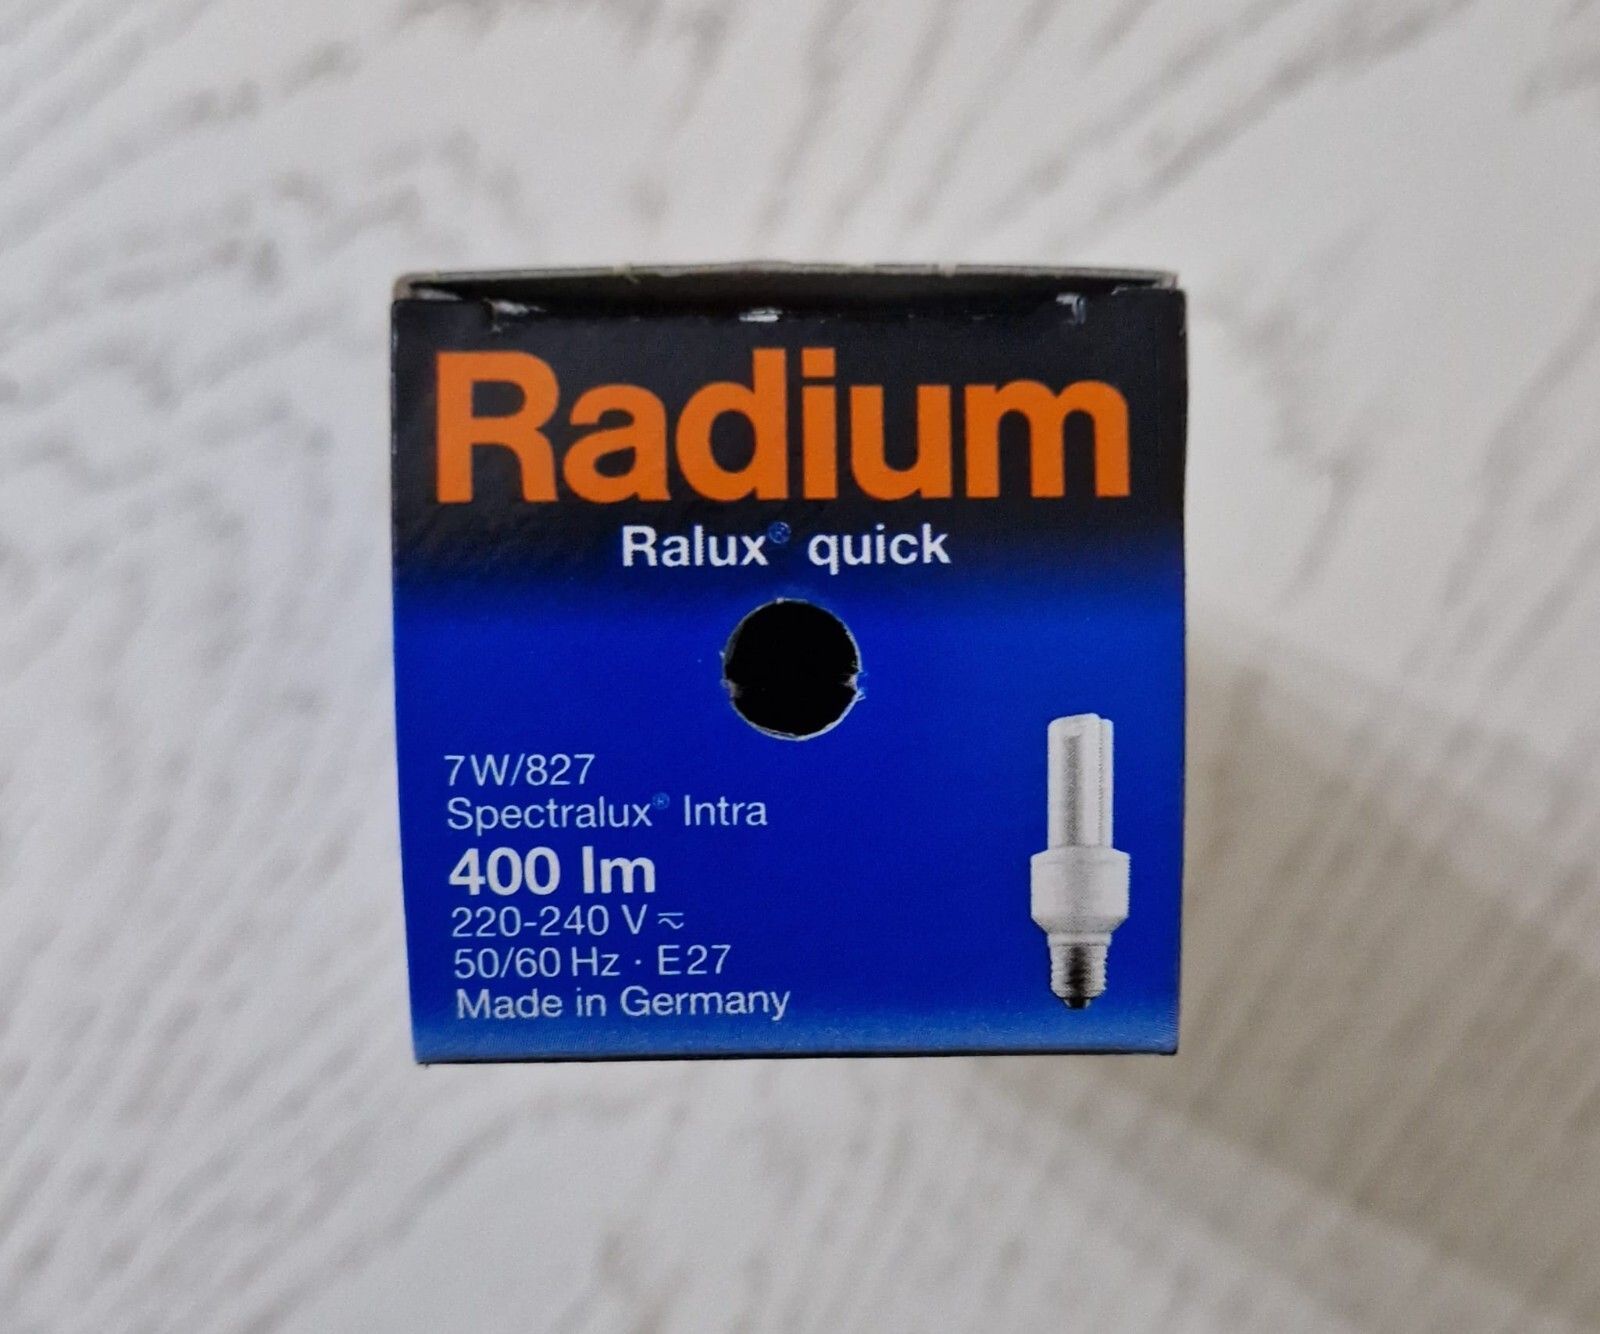 Radium
Ralux® quick
7W/827
Spectralux® Intra
400 lm
220-240 V ⏦
50/60 Hz · E27
Made in Germany